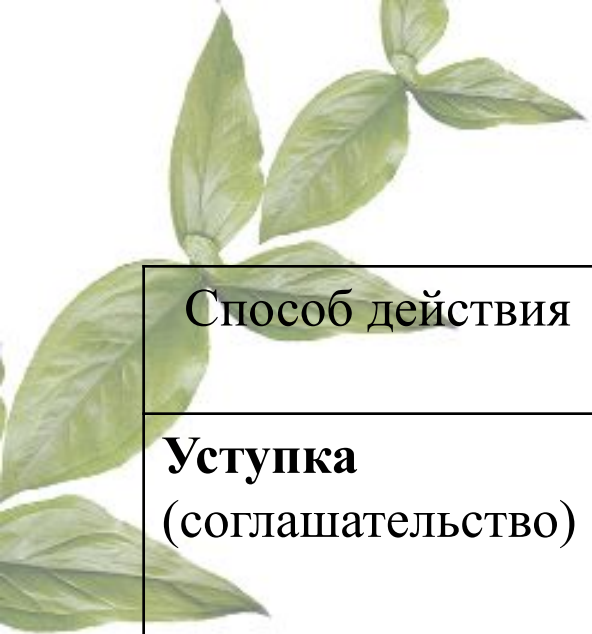 Способ действия
Уступка
(соглашательство)